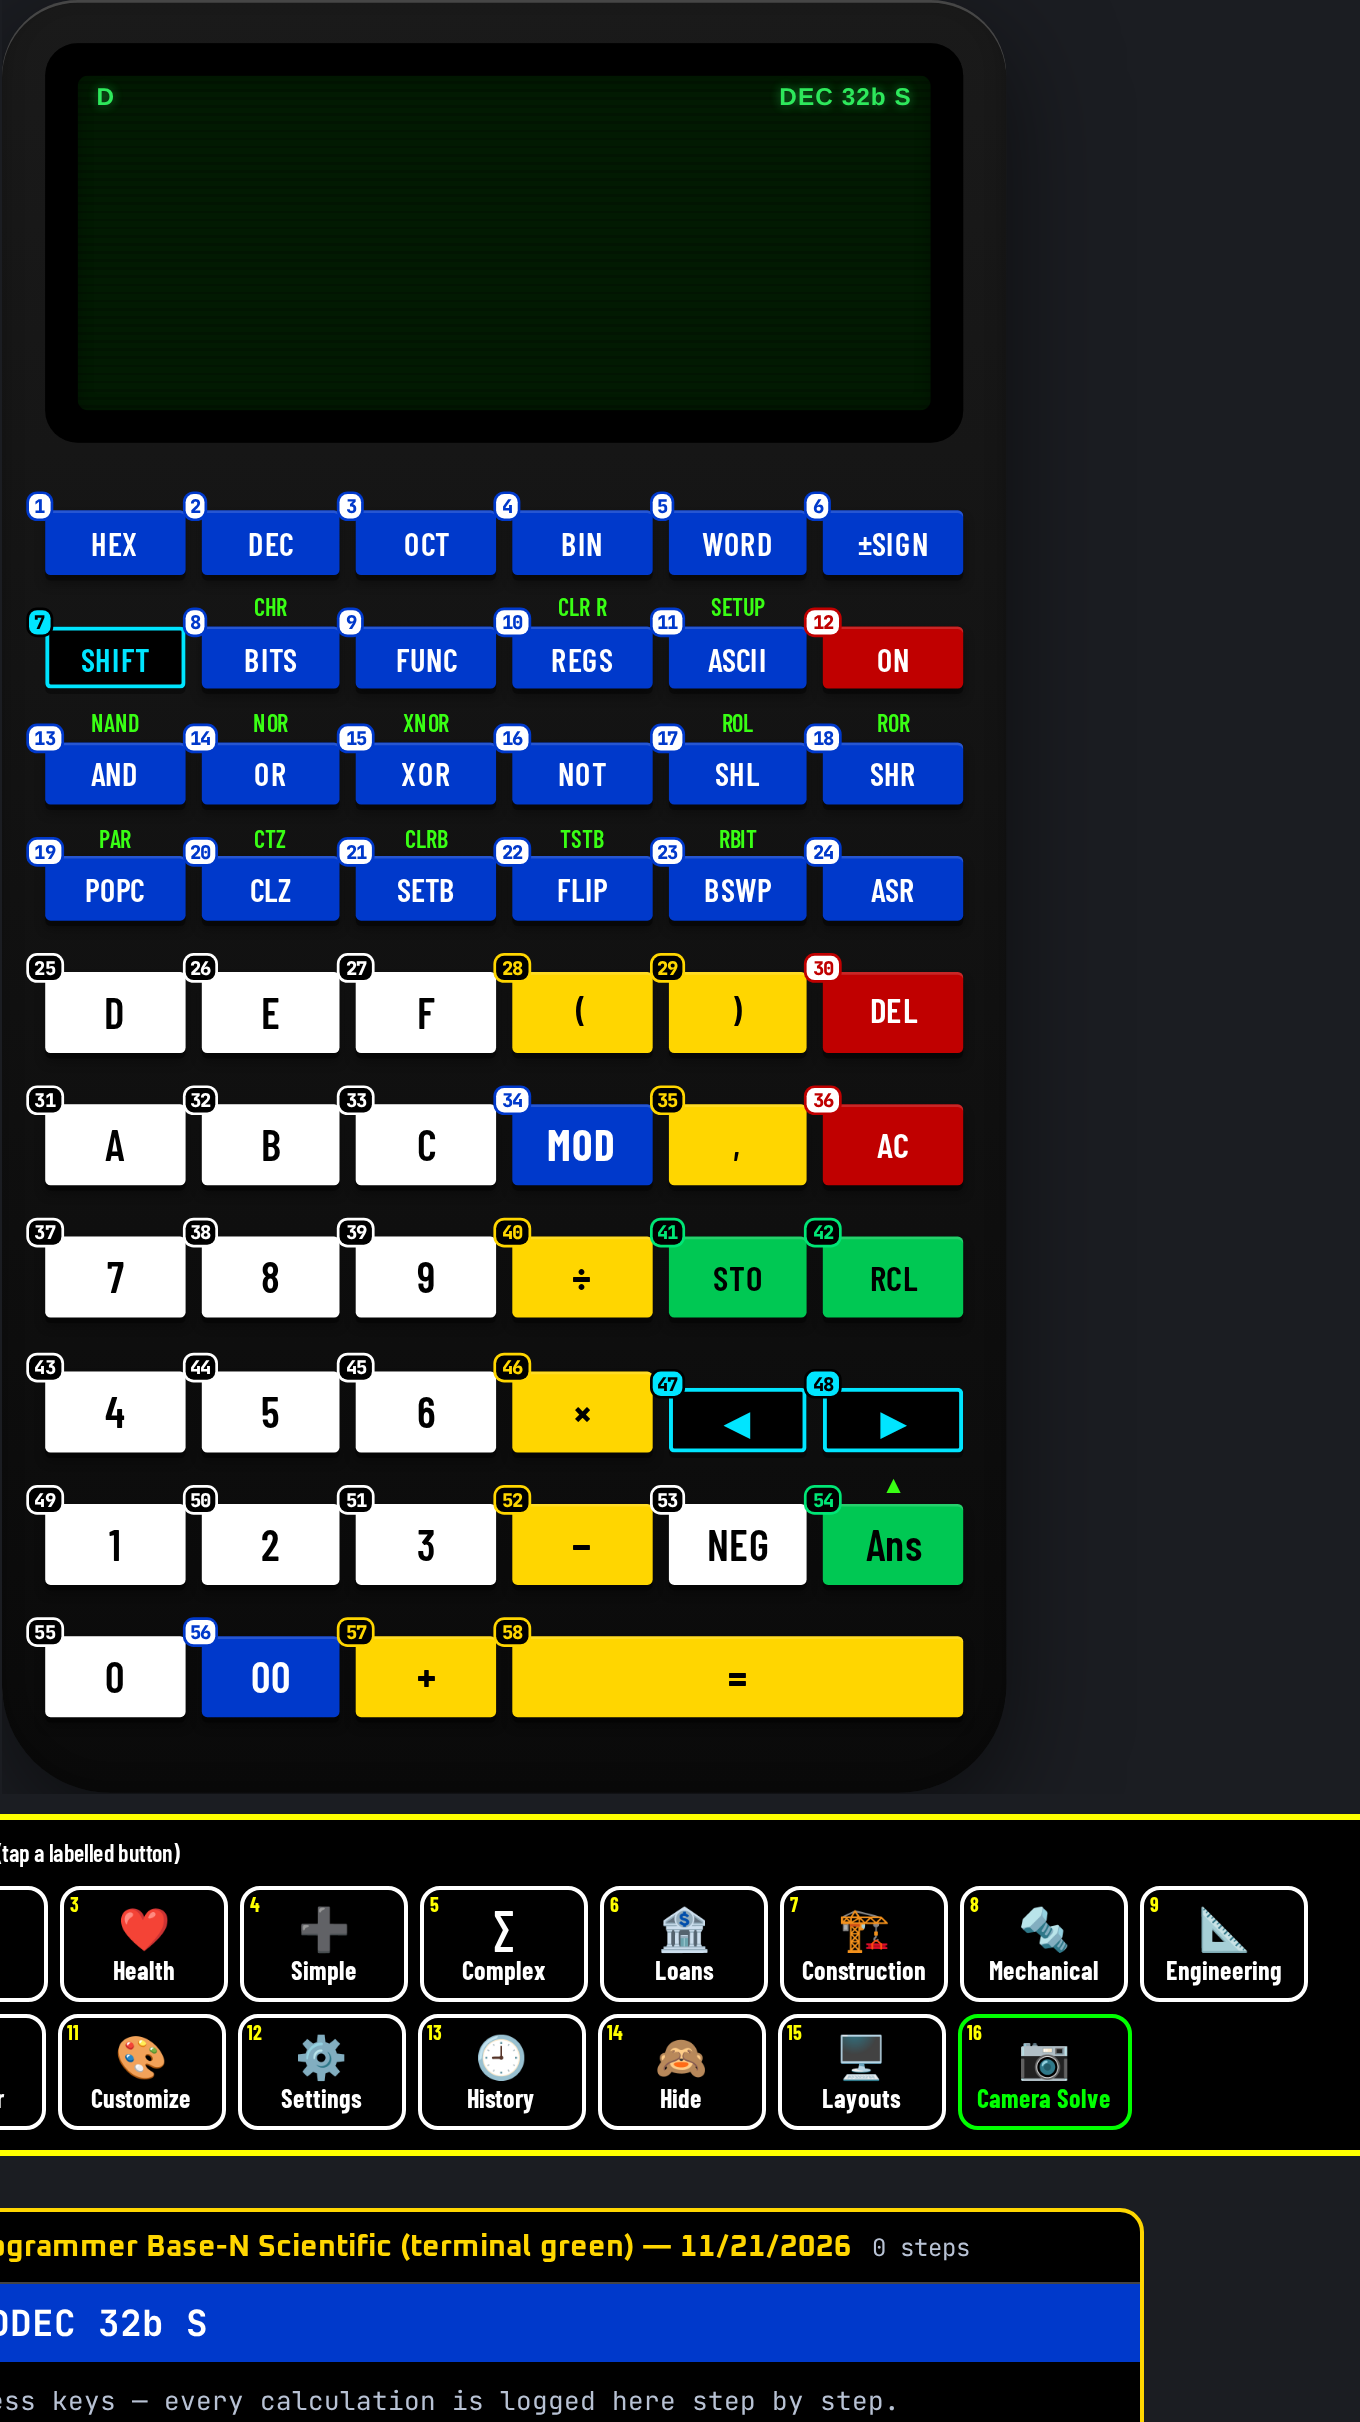 D DEC 32b S
1 2 3 4 5 6
HEX DEC OCT BIN WORD ±SIGN
CHR CLR R SETUP
7 8 9 10 11 12
SHIFT BITS FUNC REGS ASCII ON
NAND NOR XNOR ROL ROR
13 14 15 16 17 18
AND OR XOR NOT SHL SHR
PAR CTZ CLRB TSTB RBIT
19 20 21 22 23 24
POPC CLZ SETB FLIP BSWP ASR
25 26 27 28 29 30
D E F ( ) DEL
31 32 33 34 35 36
A B C MOD , AC
37 38 39 40 41 42
7 8 9 ÷ STO RCL
43 44 45 46 47 48
4 5 6 × ◀ ▶
▲
49 50 51 52 53 54
1 2 3 − NEG Ans
55 56 57 58
0 00 + =
(tap a labelled button)
3 4 5 6 7 8 9
Σ
Health Simple Complex Loans Construction Mechanical Engineering
11 12 13 14 15 16
r Customize Settings History Hide Layouts Camera Solve
ogrammer Base-N Scientific (terminal green) — 11/21/2026 0 steps
DDEC 32b S
ess keys — every calculation is logged here step by step.